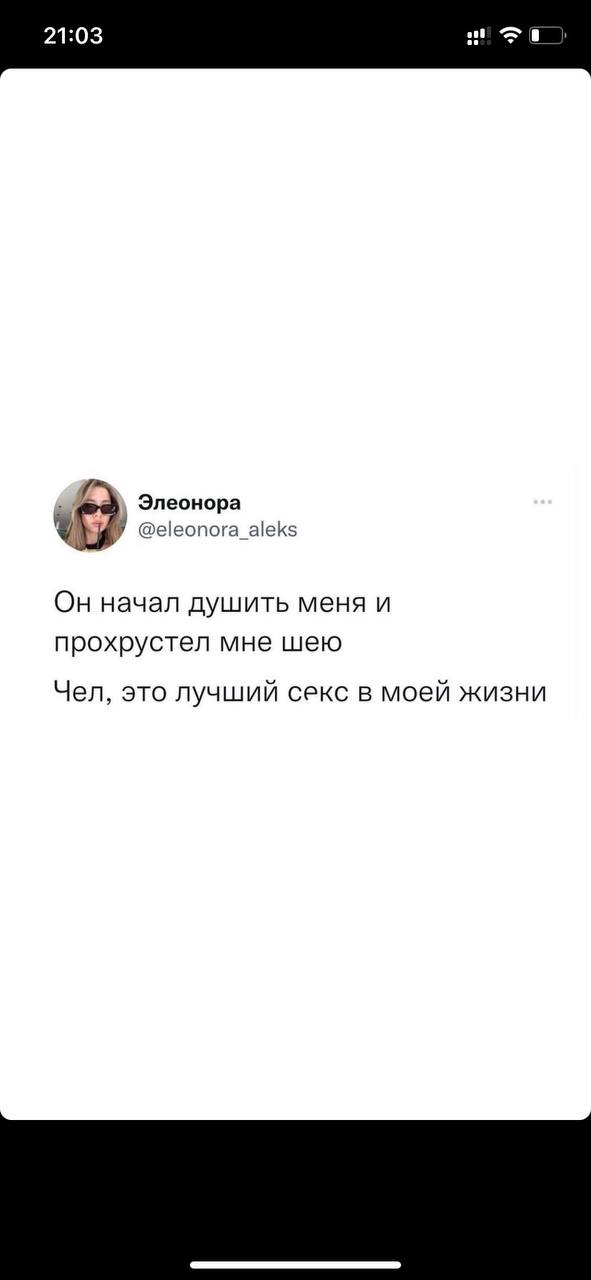 21:03
Элеонора
@eleonora_aleks
Он начал душить меня и
прохрустел мне шею
Чел, это лучший секс в моей жизни